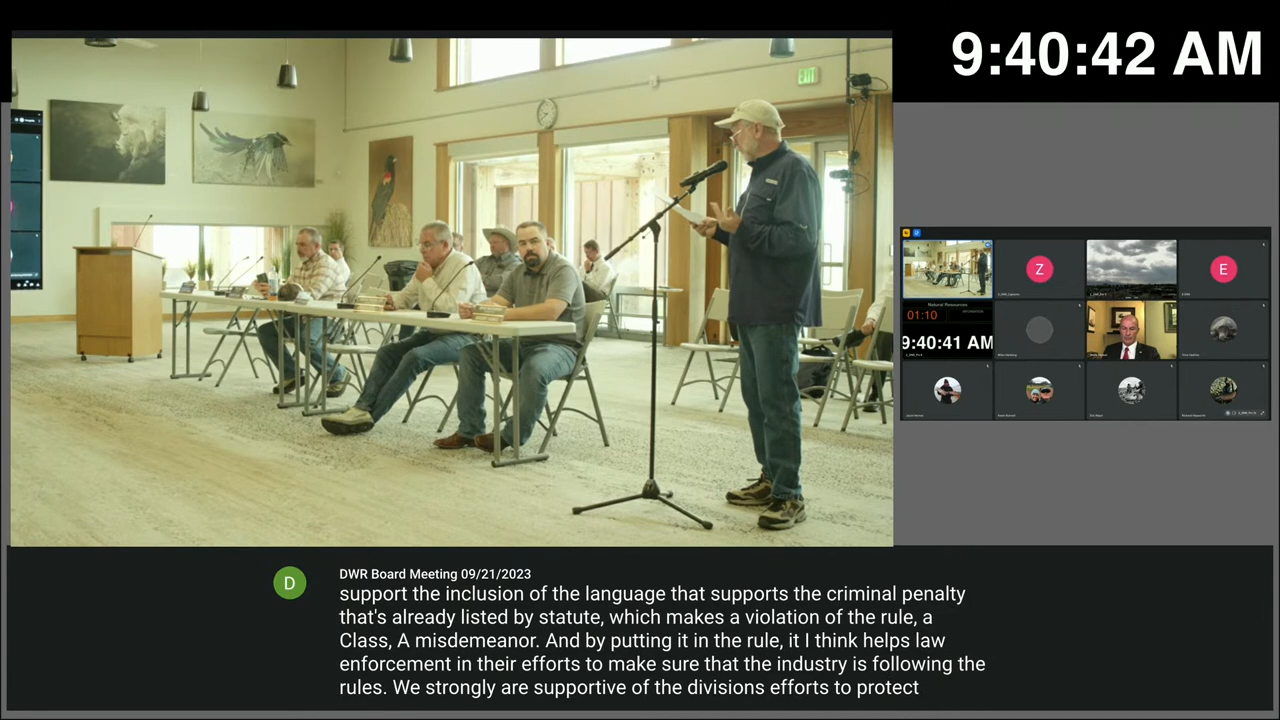 9:40:42 AM
Z
E
Natural Resources
01:10
INFORMATION
9:40:41 AM
D
DWR Board Meeting 09/21/2023
support the inclusion of the language that supports the criminal penalty
that's already listed by statute, which makes a violation of the rule, a
Class, A misdemeanor. And by putting it in the rule, it I think helps law
enforcement in their efforts to make sure that the industry is following the
rules. We strongly are supportive of the divisions efforts to protect